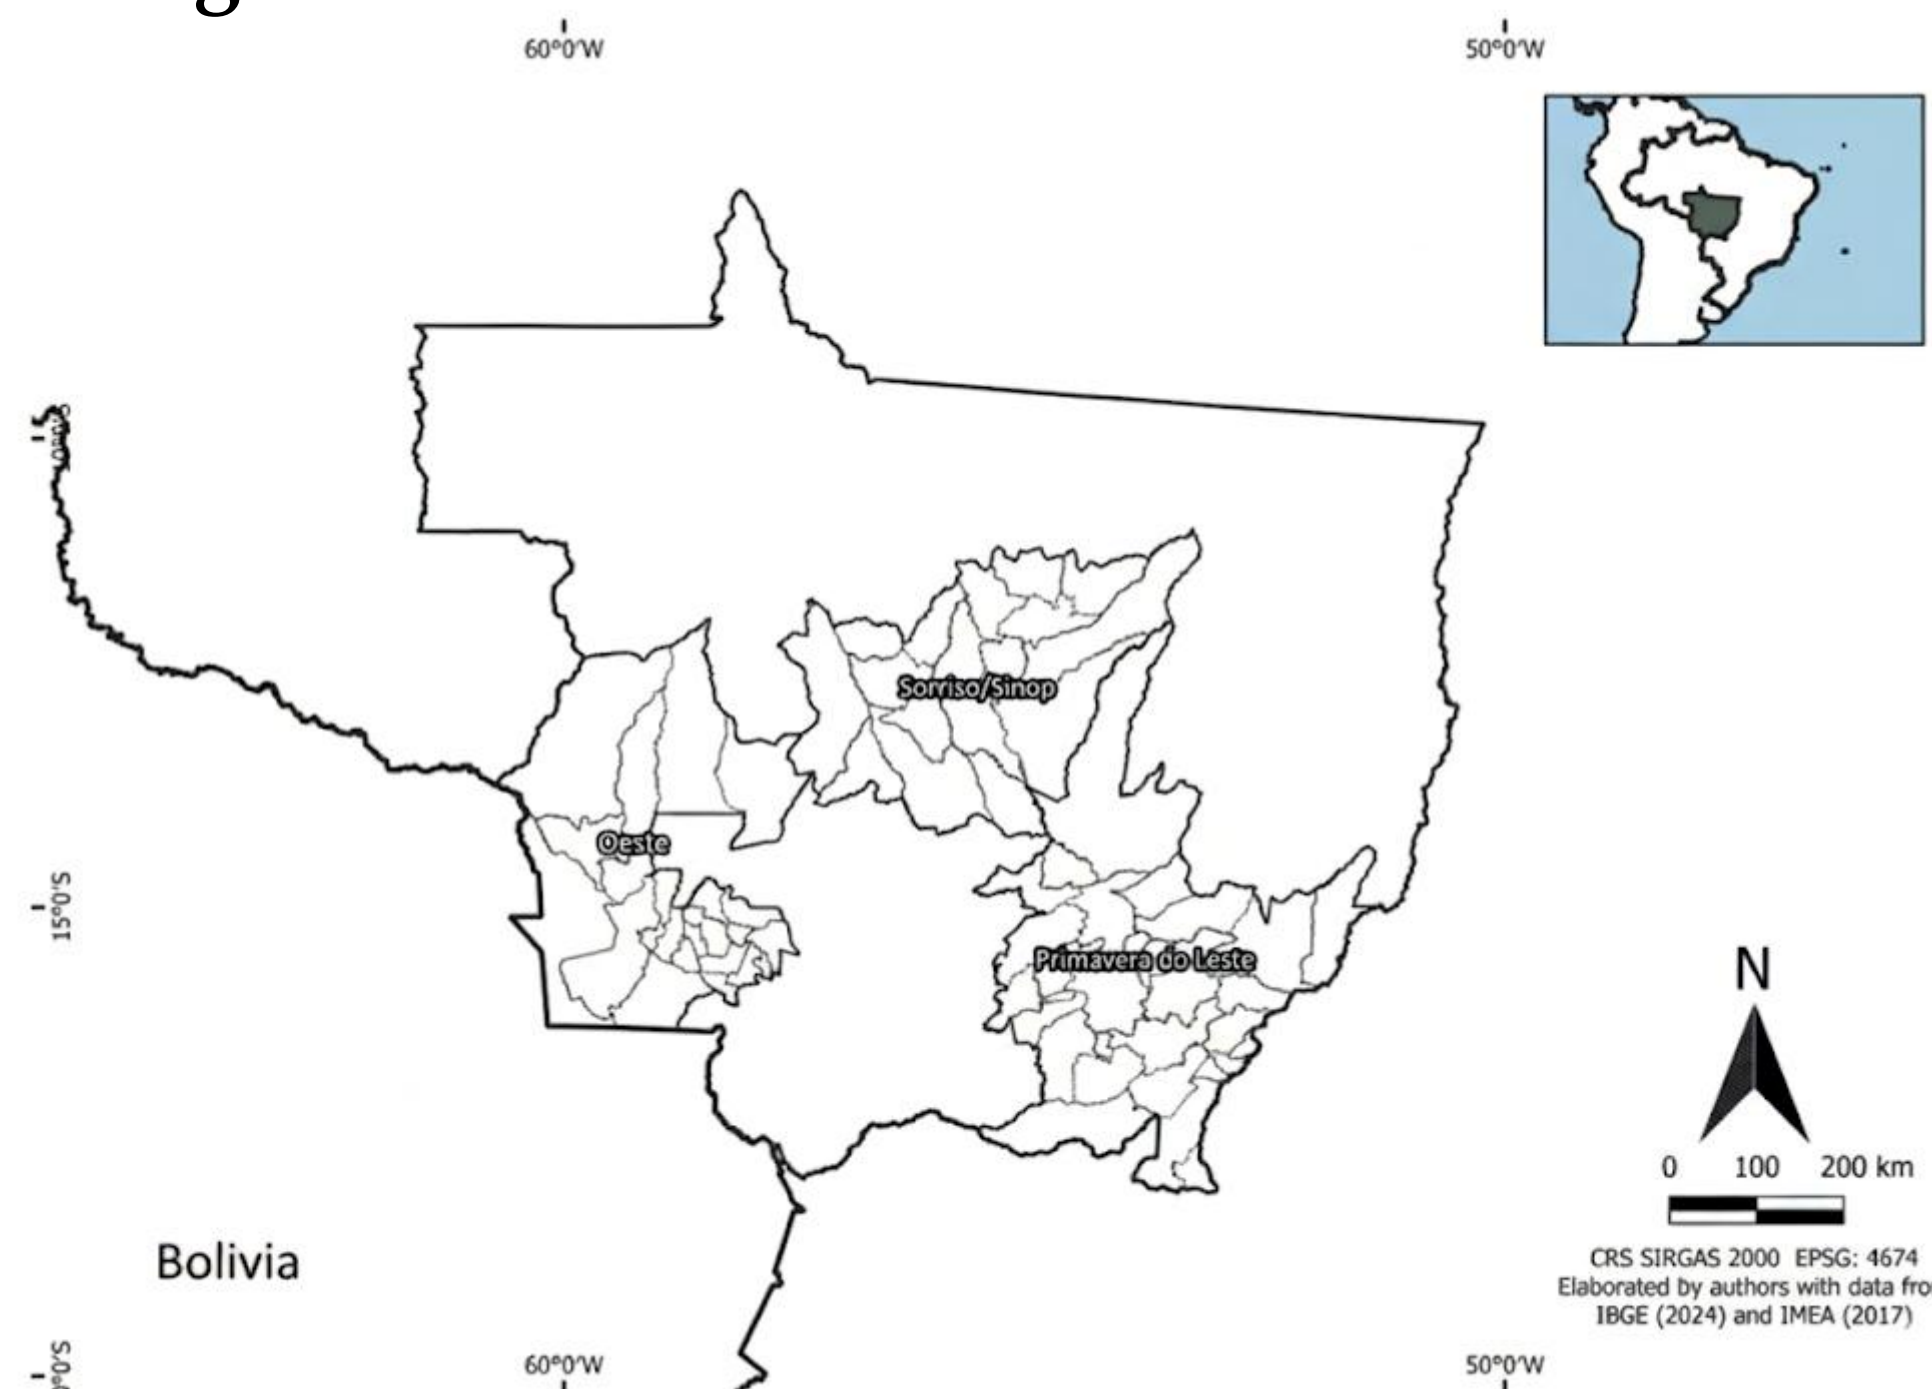 60°0'W
50°0'W
Sorriso/Sinop
Oeste
15°0'S
Primavera do Leste
N
0 100 200 km
Bolivia
CRS SIRGAS 2000 EPSG: 4674
Elaborated by authors with data fro
IBGE (2024) and IMEA (2017)
60°0'W
50°0'W